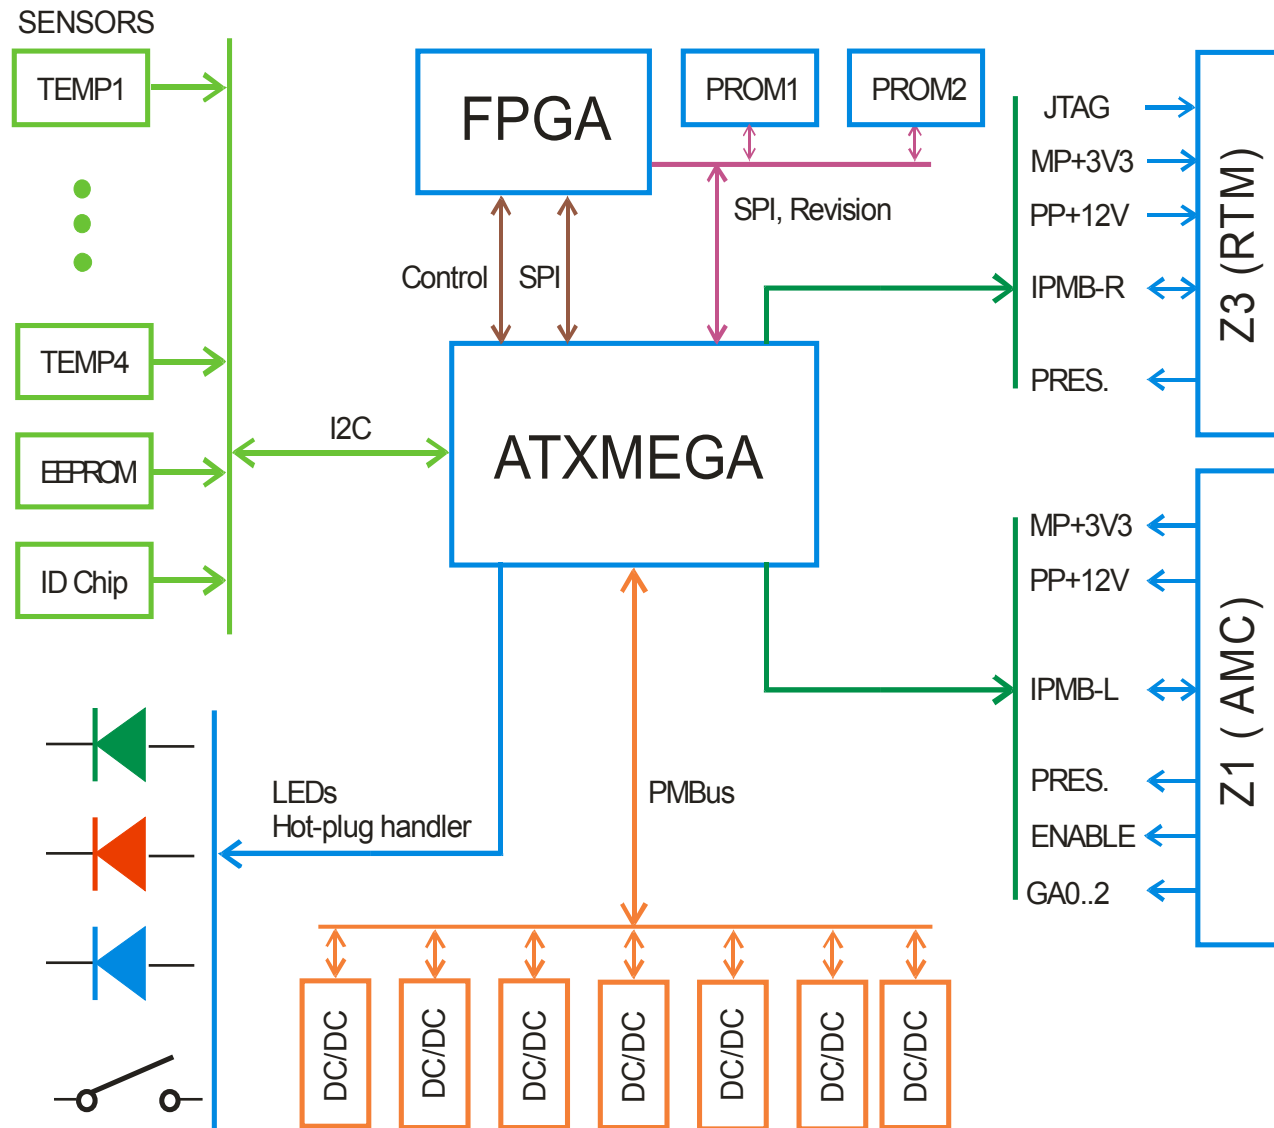 SENSORS
TEMP1
TEMP4
EEPROM
ID Chip
I2C
FPGA
PROM1
PROM2
SPI, Revision
Control
SPI
ATXMEGA
JTAG
MP+3V3
PP+12V
IPMB-R
PRES.
Z3 (RTM)
MP+3V3
PP+12V
IPMB-L
PRES.
ENABLE
GA0..2
Z1 ( AMC)
LEDs
Hot-plug handler
PMBus
DC/DC
DC/DC
DC/DC
DC/DC
DC/DC
DC/DC
DC/DC